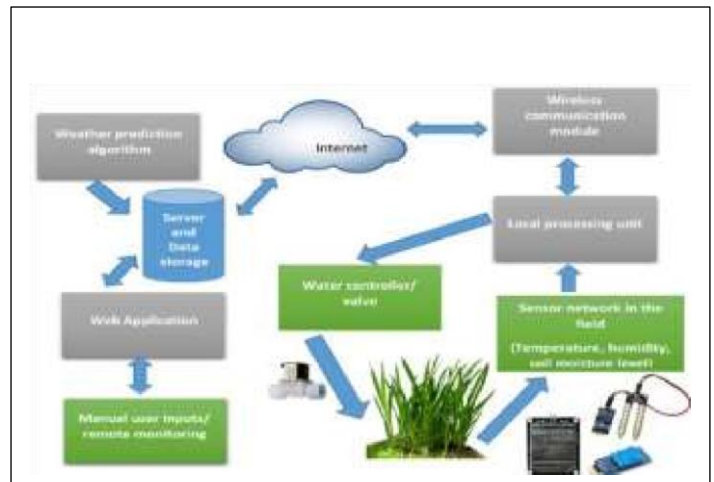 Weather prediction
algorithm
Internet
Wireless
communication
module
Server
and
Data
storage
Local processing unit
Water controller/
valve
Web Application
Sensor network in the
field
(Temperature, humidity,
soil moisture level)
Manual user inputs/
remote monitoring